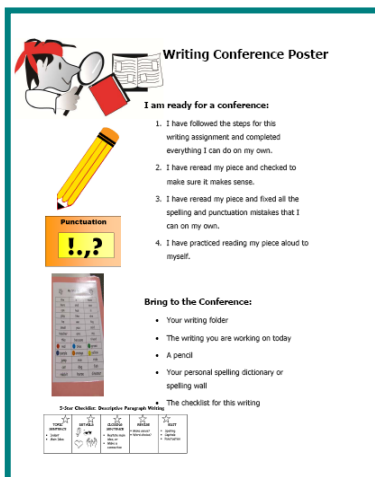 Writing Conference Poster
I am ready for a conference:
1. I have followed the steps for this
writing assignment and completed
everything I can do on my own.
2. I have reread my piece and checked to
make sure it makes sense.
3. I have reread my piece and fixed all the
spelling and punctuation mistakes that I
can on my own.
4. I have practiced reading my piece aloud to
myself.
Punctuation
!.,?
Bring to the Conference:
• Your writing folder
• The writing you are working on today
• A pencil
• Your personal spelling dictionary or
spelling wall
• The checklist for this writing
5-Star Checklist: Descriptive Paragraph Writing